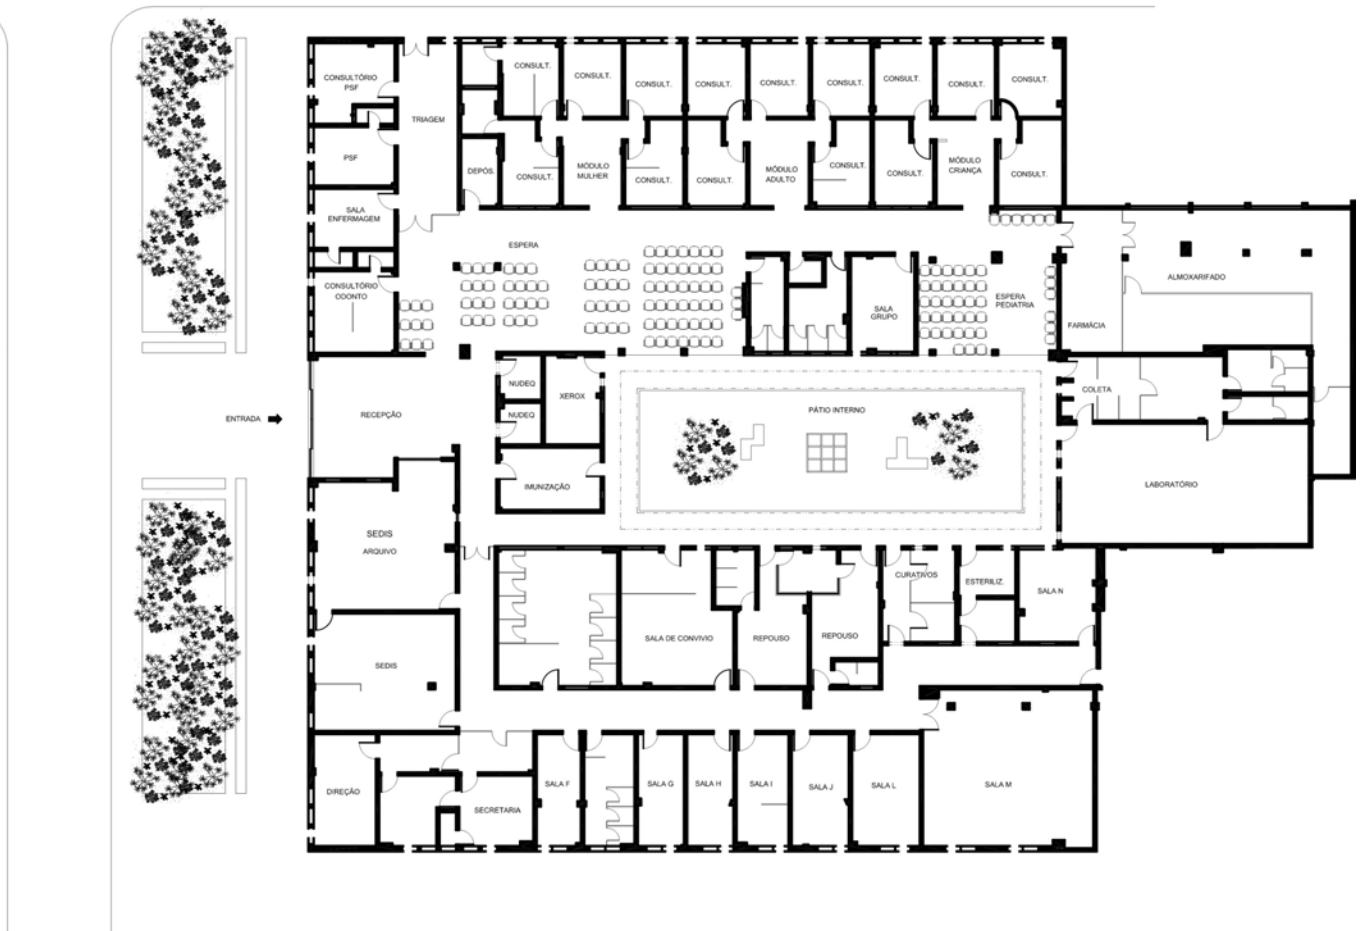 CONSULTÓRIO
PSF
TRIAGEM
PSF
SALA
ENFERMAGEM
CONSULTÓRIO
ODONTO
DEPÓS.
CONSULT.
CONSULT.
CONSULT.
CONSULT.
CONSULT.
CONSULT.
CONSULT.
CONSULT.
CONSULT.
CONSULT.
MÓDULO
MULHER
CONSULT.
CONSULT.
MÓDULO
ADULTO
CONSULT.
CONSULT.
MÓDULO
CRIANÇA
CONSULT.
ESPERA
SALA
GRUPO
ESPERA
PEDIATRIA
FARMÁCIA
ALMOXARIFADO
ENTRADA
RECEPÇÃO
NUDEQ
NUDEQ
XEROX
IMUNIZAÇÃO
PÁTIO INTERNO
COLETA
LABORATÓRIO
SEDIS
ARQUIVO
SEDIS
SALA DE CONVIVIO
REPOUSO
REPOUSO
CURATIVOS
ESTERILIZ.
SALA N
DIREÇÃO
SECRETARIA
SALA F
SALA G
SALA H
SALA I
SALA J
SALA L
SALA M